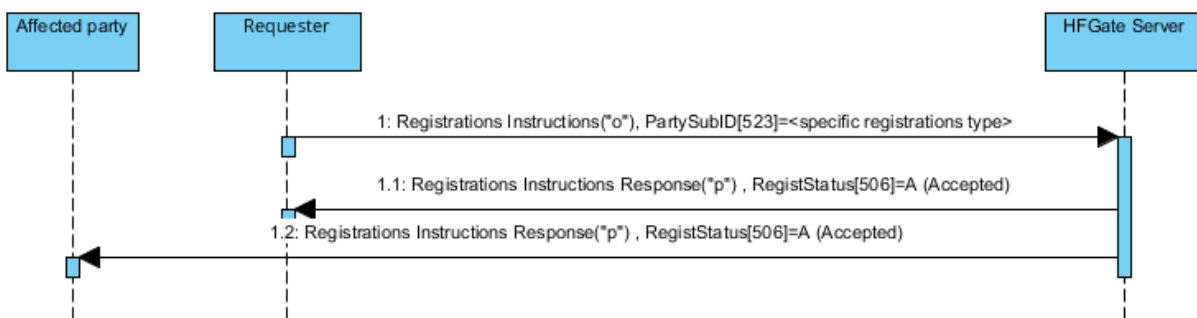 Affected party
Requester
HFGate Server
1: Registrations Instructions("o"), PartySubID[523]=<specific registrations type>
1.1: Registrations Instructions Response("p") , RegistStatus[506]=A (Accepted)
1.2: Registrations Instructions Response("p") , RegistStatus[506]=A (Accepted)